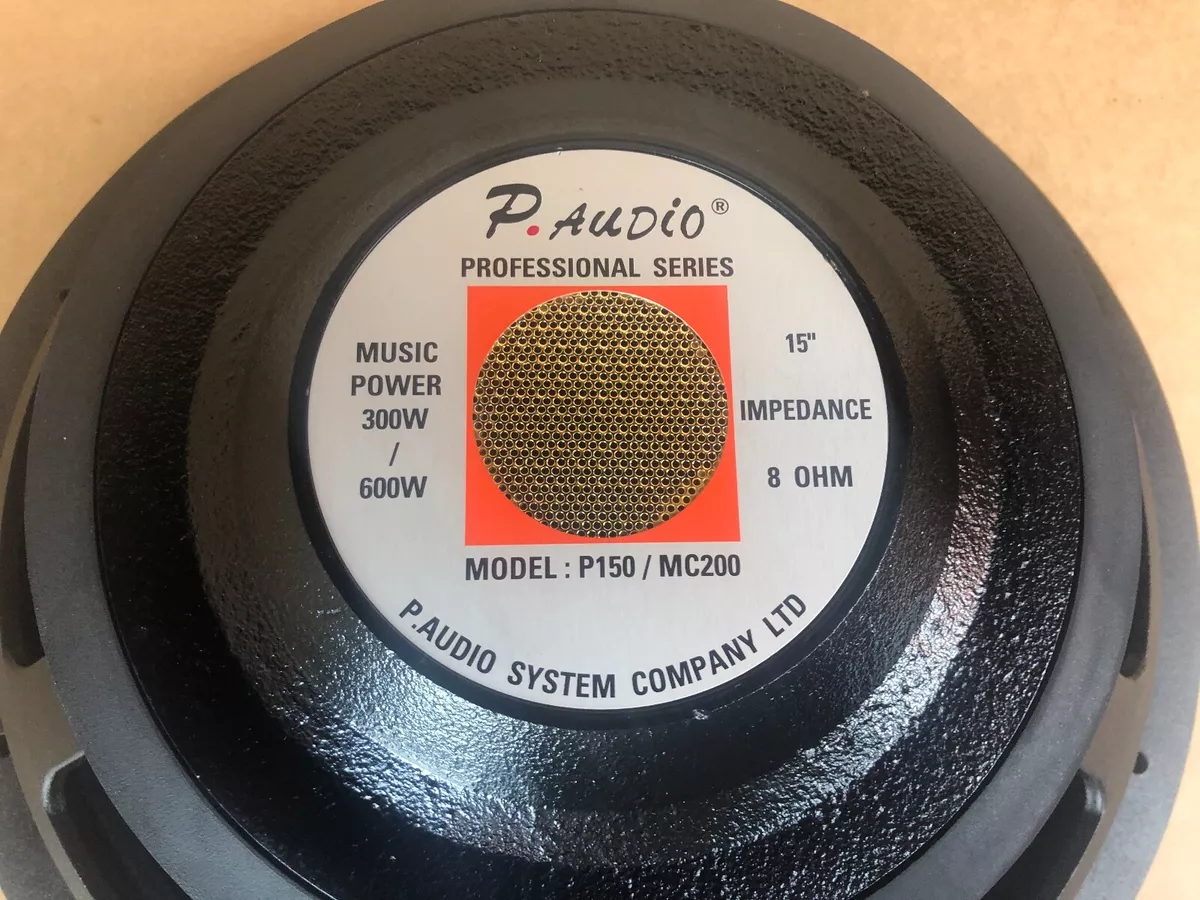 P.AUDiO®
PROFESSIONAL SERIES
MUSIC
POWER
300W
/
600W
15"
IMPEDANCE
8 OHM
MODEL : P150 / MC200
P.AUDIO SYSTEM COMPANY LTD